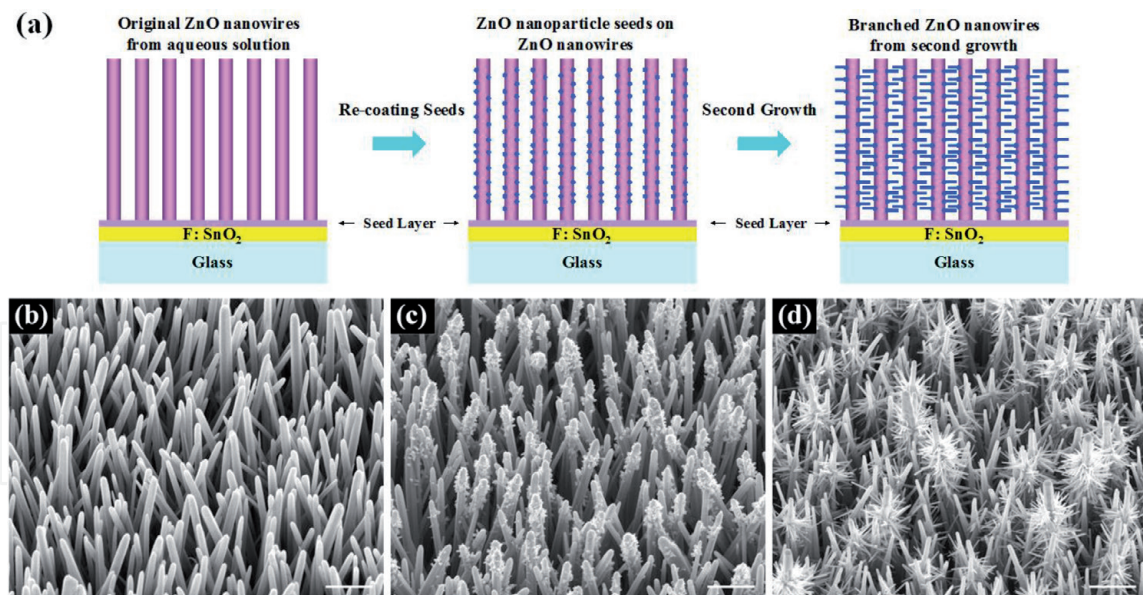 (a)
Original ZnO nanowires
from aqueous solution
ZnO nanoparticle seeds on
ZnO nanowires
Branched ZnO nanowires
from second growth
Re-coating Seeds
Second Growth
Seed Layer
Seed Layer
F: SnO₂
F: SnO₂
F: SnO₂
Glass
Glass
Glass
(b)
(c)
(d)